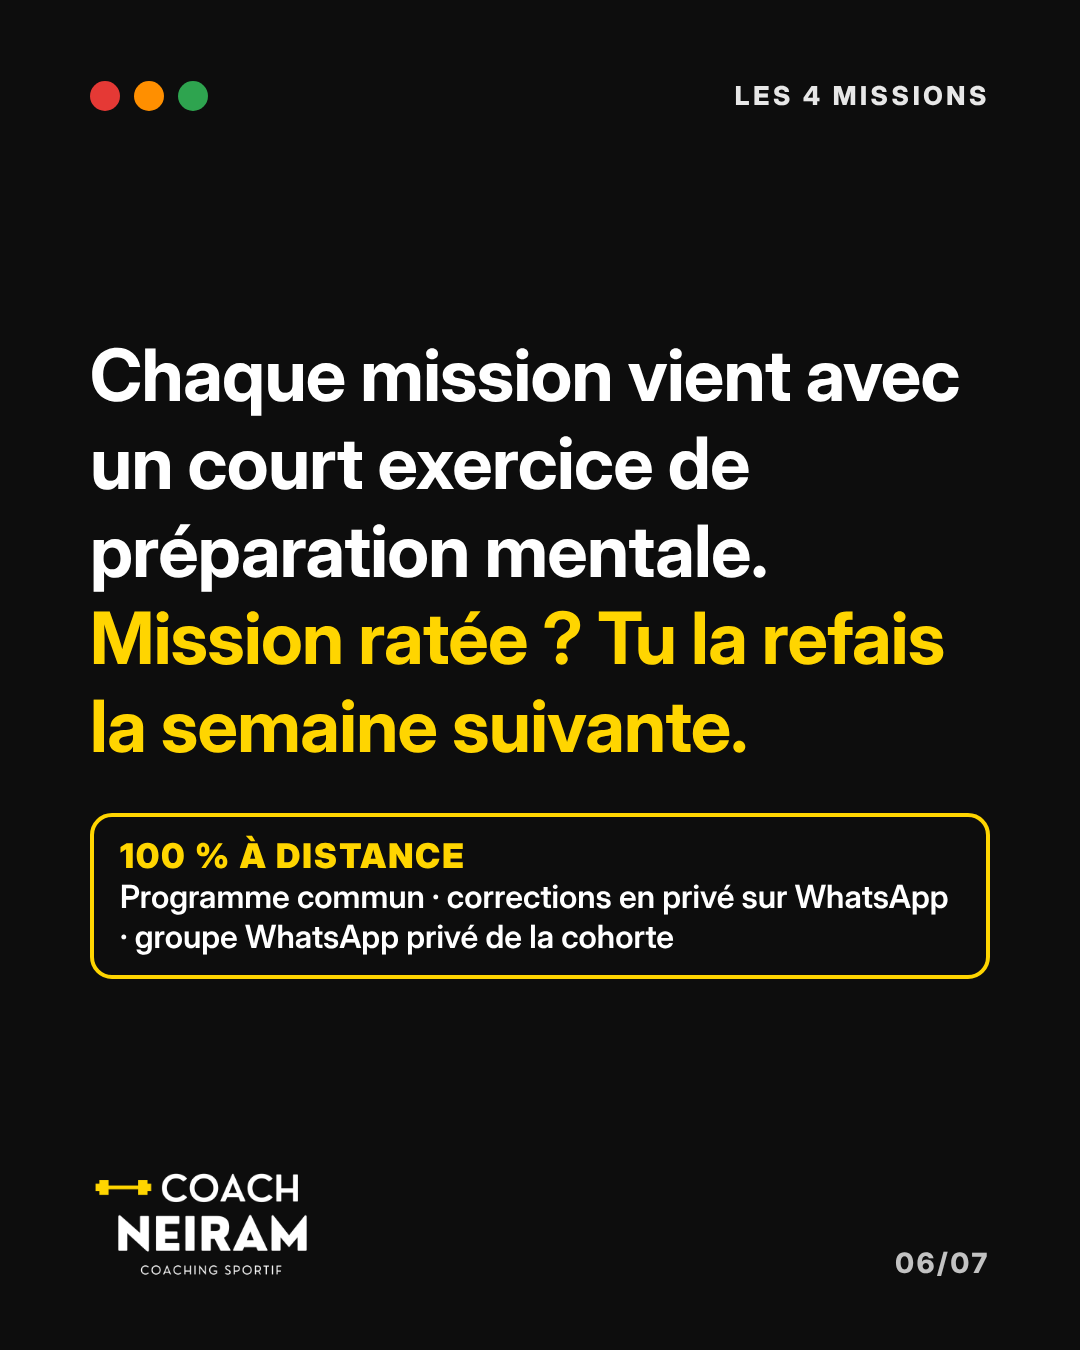 LES 4 MISSIONS
Chaque mission vient avec
un court exercice de
préparation mentale.
Mission ratée ? Tu la refais
la semaine suivante.
100 % À DISTANCE
Programme commun · corrections en privé sur WhatsApp
· groupe WhatsApp privé de la cohorte
COACH
NEIRAM
COACHING SPORTIF
06/07